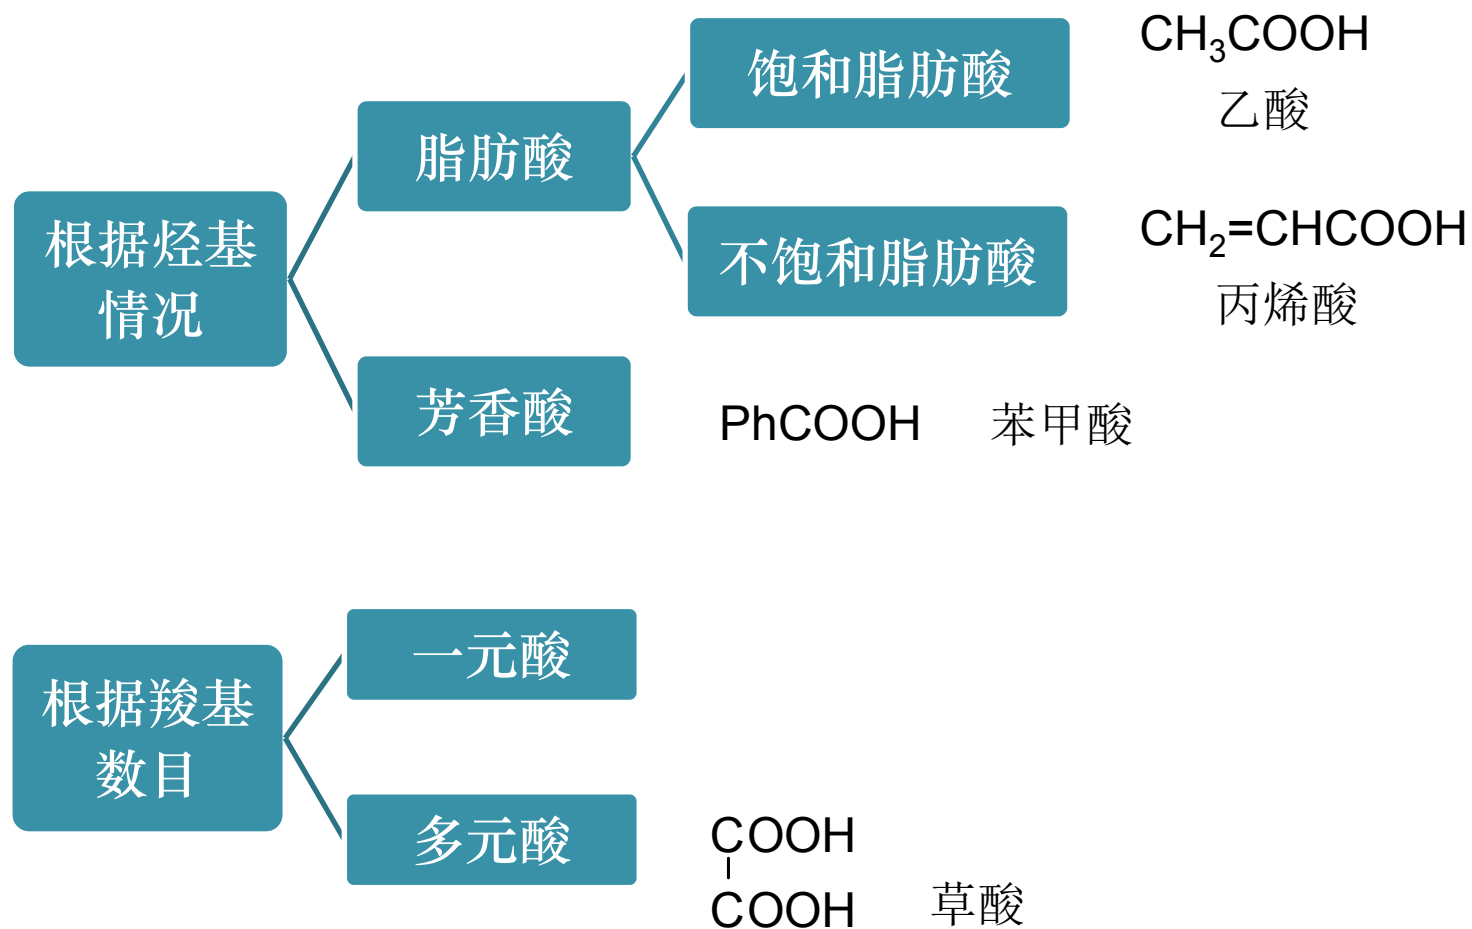 根据烃基
情况
脂肪酸
饱和脂肪酸
CH₃COOH
乙酸
不饱和脂肪酸
CH₂=CHCOOH
丙烯酸
芳香酸
PhCOOH 苯甲酸
根据羧基
数目
一元酸
多元酸
COOH
COOH 草酸